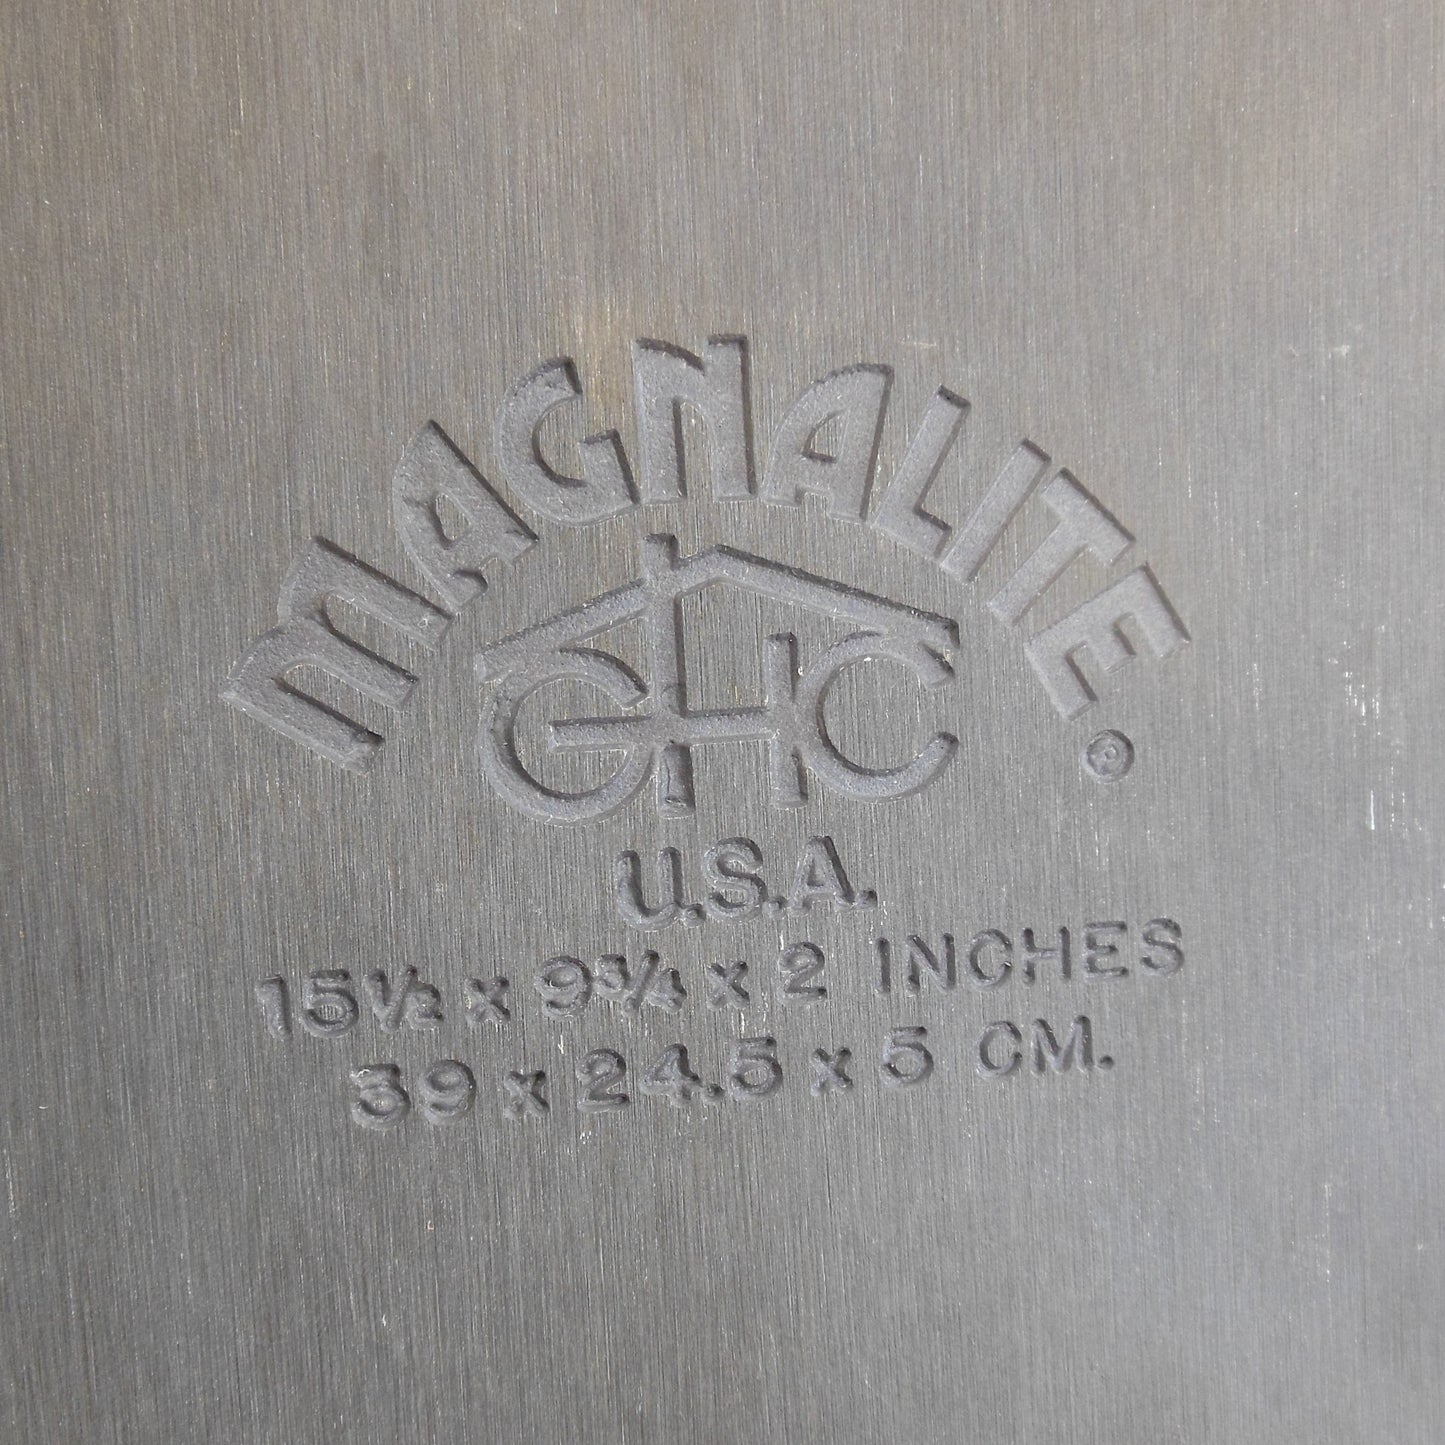 MAGNALITE®
GHC
U.S.A.
15½ x 9¾ x 2 INCHES
39 x 24.5 x 5 CM.